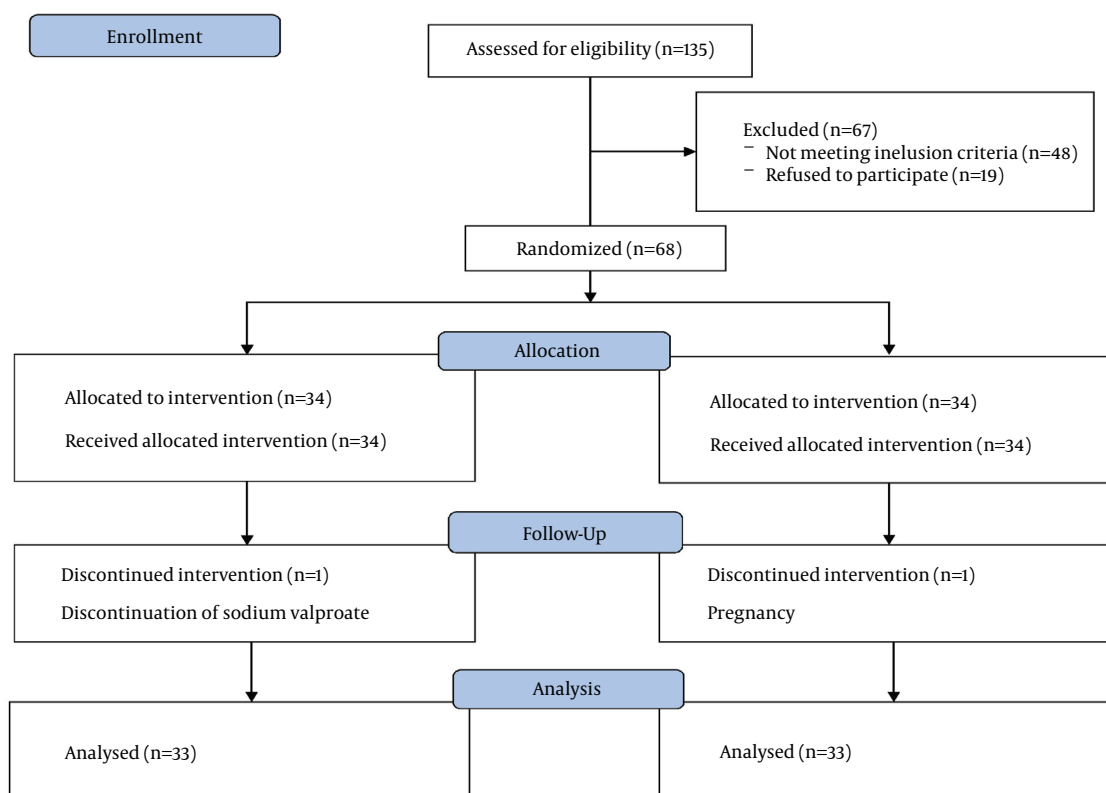 Enrollment
Assessed for eligibility (n=135)
Excluded (n=67)
– Not meeting inelusion criteria (n=48)
– Refused to participate (n=19)
Randomized (n=68)
Allocation
Allocated to intervention (n=34)
Received allocated intervention (n=34)
Allocated to intervention (n=34)
Received allocated intervention (n=34)
Follow-Up
Discontinued intervention (n=1)
Discontinuation of sodium valproate
Discontinued intervention (n=1)
Pregnancy
Analysis
Analysed (n=33)
Analysed (n=33)